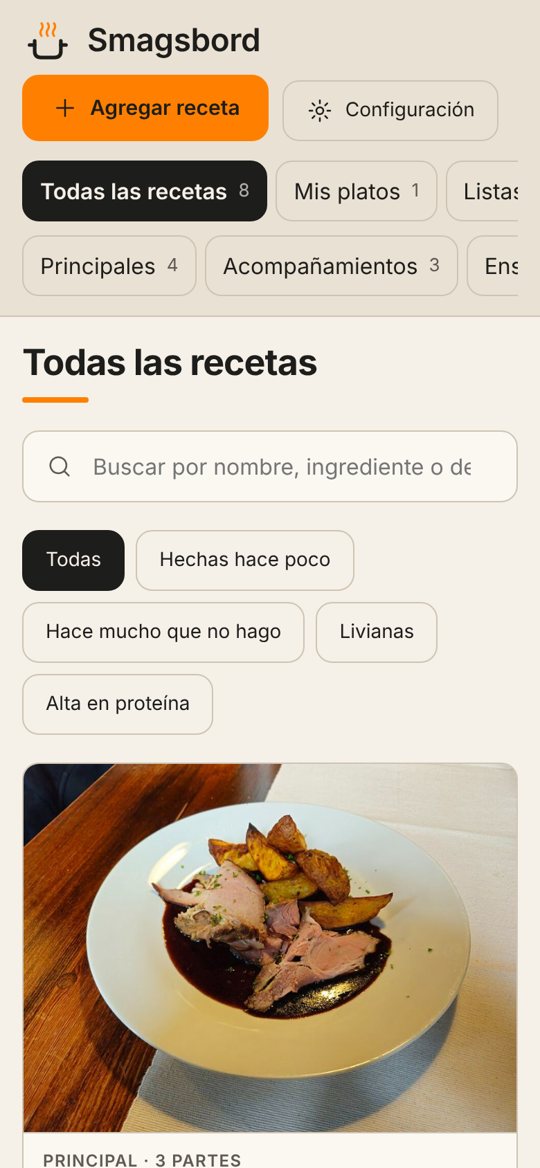 Smagsbord
Agregar receta
Configuración
Todas las recetas 8
Mis platos 1
Listas
Principales 4
Acompañamientos 3
Ens
Todas las recetas
Buscar por nombre, ingrediente o de
Todas
Hechas hace poco
Hace mucho que no hago
Livianas
Alta en proteína
PRINCIPAL · 3 PARTES